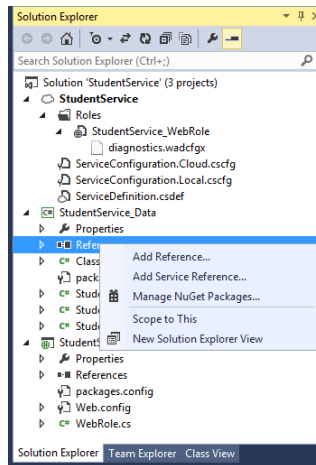 Solution Explorer
Search Solution Explorer (Ctrl+;)
Solution 'StudentService' (3 projects)
StudentService
Roles
StudentService_WebRole
diagnostics.wadcfgx
ServiceConfiguration.Cloud.cscfg
ServiceConfiguration.Local.cscfg
ServiceDefinition.csdef
C# StudentService_Data
Properties
Refer
Add Reference...
C# Class
Add Service Reference...
pack
Manage NuGet Packages...
C# Stude
C# Stude
Scope to This
C# Stude
New Solution Explorer View
StudentS
Properties
References
packages.config
Web.config
C# WebRole.cs
Solution Explorer Team Explorer Class View